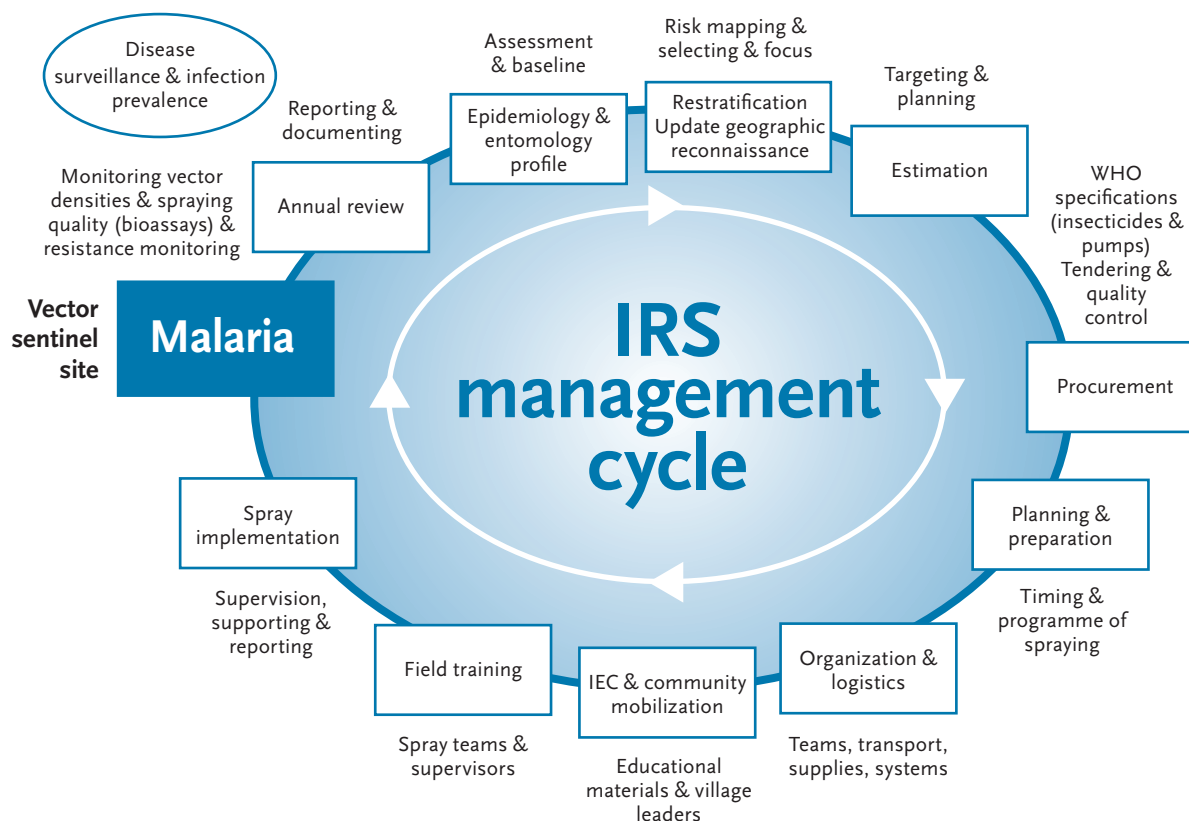 Disease
surveillance & infection
prevalence
Reporting &
documenting
Annual review
Assessment
& baseline
Epidemiology &
entomology
profile
Risk mapping &
selecting & focus
Restratification
Update geographic
reconnaissance
Targeting &
planning
Estimation
WHO
specifications
(insecticides &
pumps)
Tendering &
quality
control
Procurement
Planning &
preparation
Timing &
programme of
spraying
Organization &
logistics
Teams, transport,
supplies, systems
IEC & community
mobilization
Educational
materials & village
leaders
Field training
Spray teams &
supervisors
Spray
implementation
Supervision,
supporting &
reporting
Vector
sentinel
site
Malaria
Monitoring vector
densities & spraying
quality (bioassays) &
resistance monitoring
IRS
management
cycle